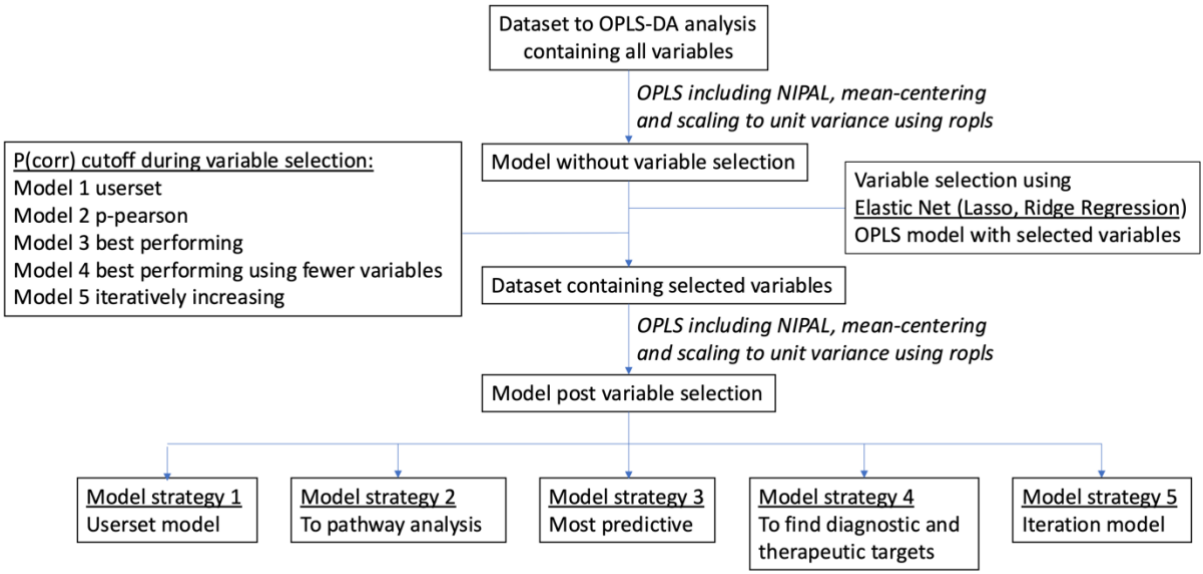 Dataset to OPLS-DA analysis
containing all variables
OPLS including NIPAL, mean-centering
and scaling to unit variance using ropls
P(corr) cutoff during variable selection:
Model 1 userset
Model 2 p-pearson
Model 3 best performing
Model 4 best performing using fewer variables
Model 5 iteratively increasing
Model without variable selection
Variable selection using
Elastic Net (Lasso, Ridge Regression)
OPLS model with selected variables
Dataset containing selected variables
OPLS including NIPAL, mean-centering
and scaling to unit variance using ropls
Model post variable selection
Model strategy 1
Userset model
Model strategy 2
To pathway analysis
Model strategy 3
Most predictive
Model strategy 4
To find diagnostic and
therapeutic targets
Model strategy 5
Iteration model